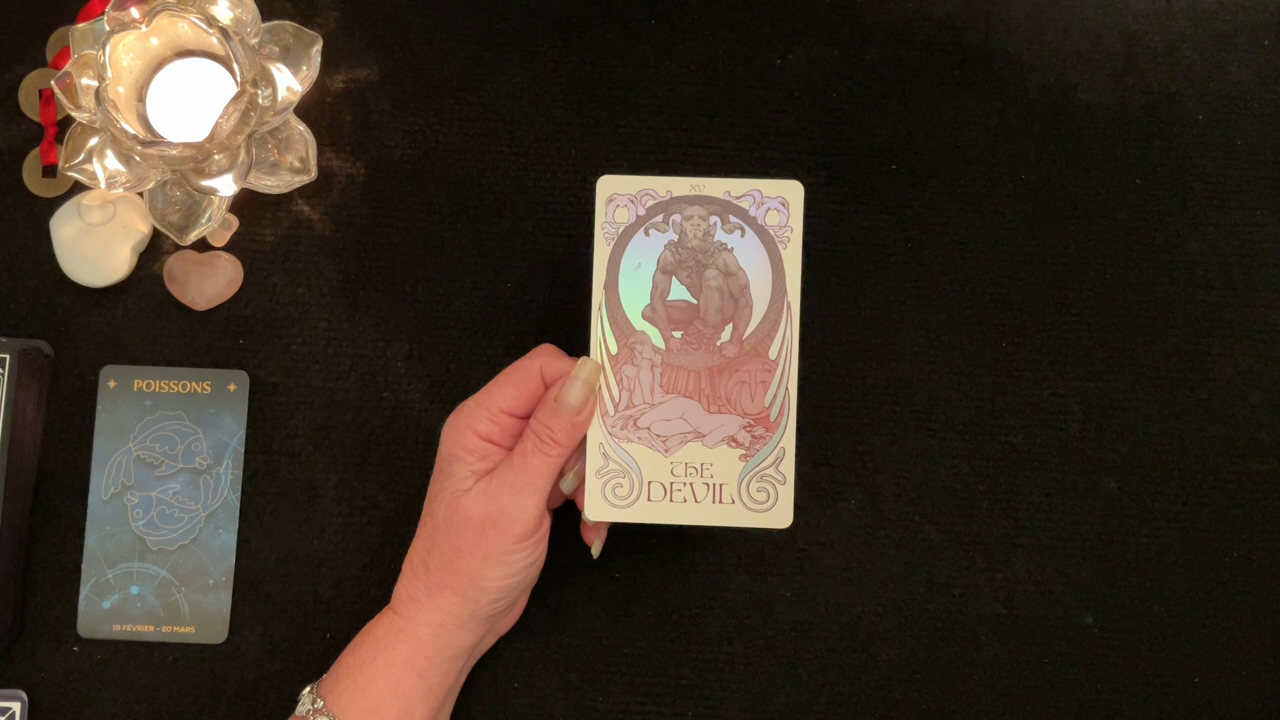 POISSONS
18 FÉVRIER - 20 MARS
XV
THE
DEVIL